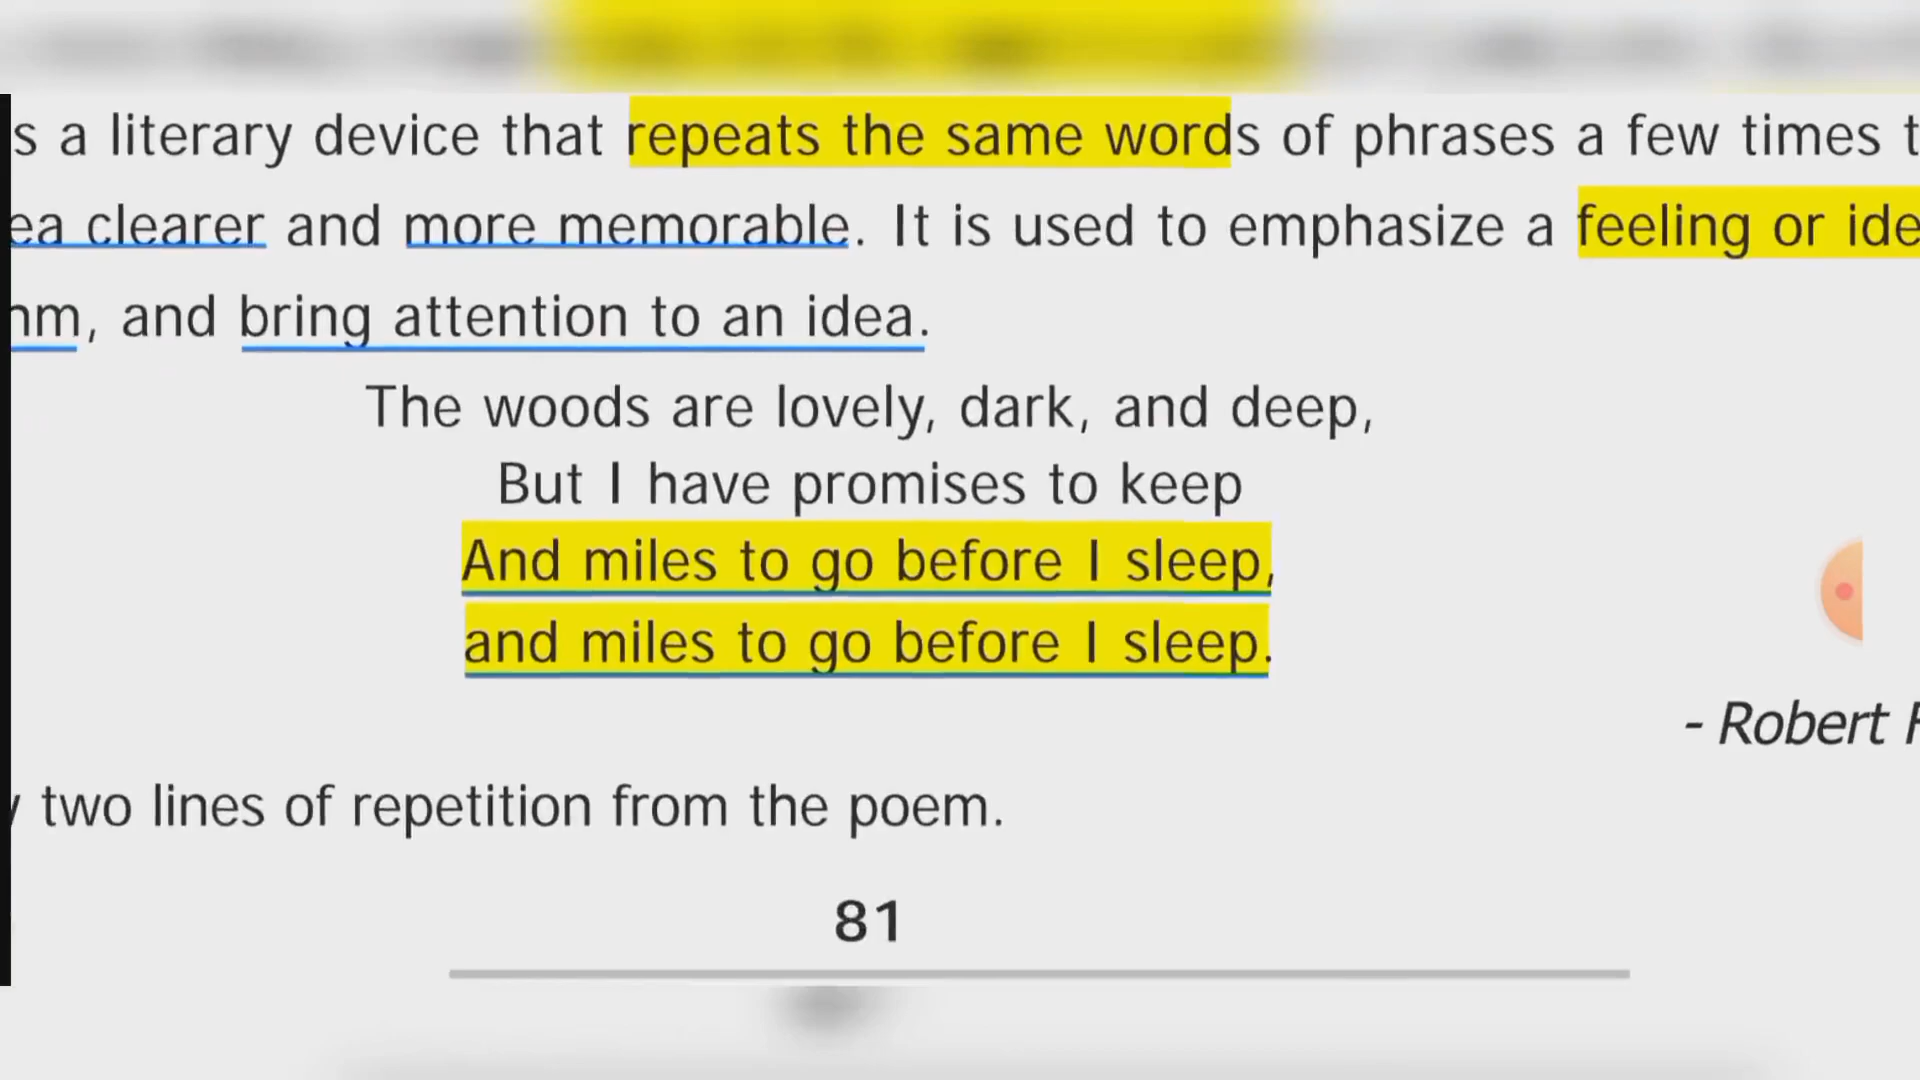 s a literary device that repeats the same words of phrases a few times t
ea clearer and more memorable. It is used to emphasize a feeling or ide
hm, and bring attention to an idea.
The woods are lovely, dark, and deep,
But I have promises to keep
And miles to go before I sleep,
and miles to go before I sleep.
- Robert F
y two lines of repetition from the poem.
81